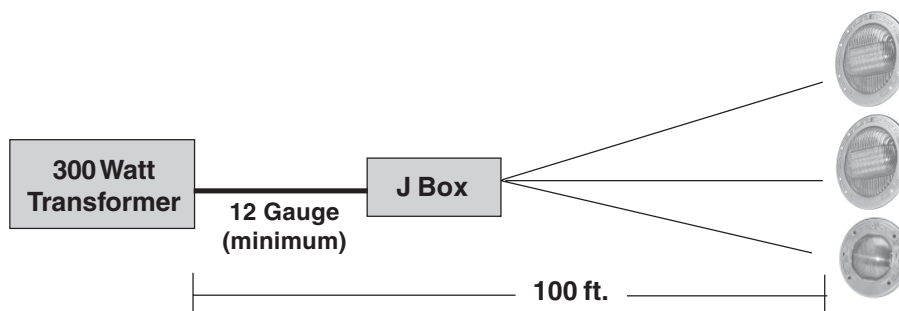 300 Watt
Transformer
12 Gauge
(minimum)
J Box
100 ft.